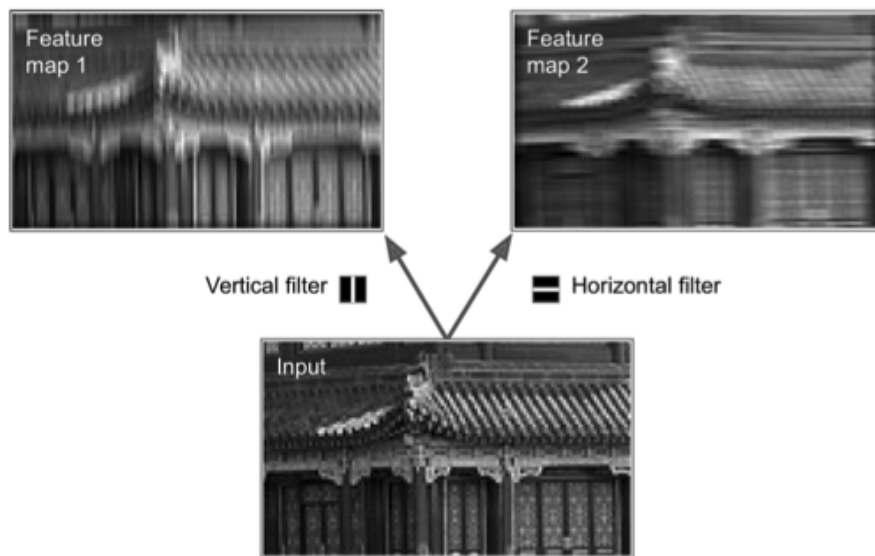 Feature
map 1
Feature
map 2
Vertical filter
Horizontal filter
Input